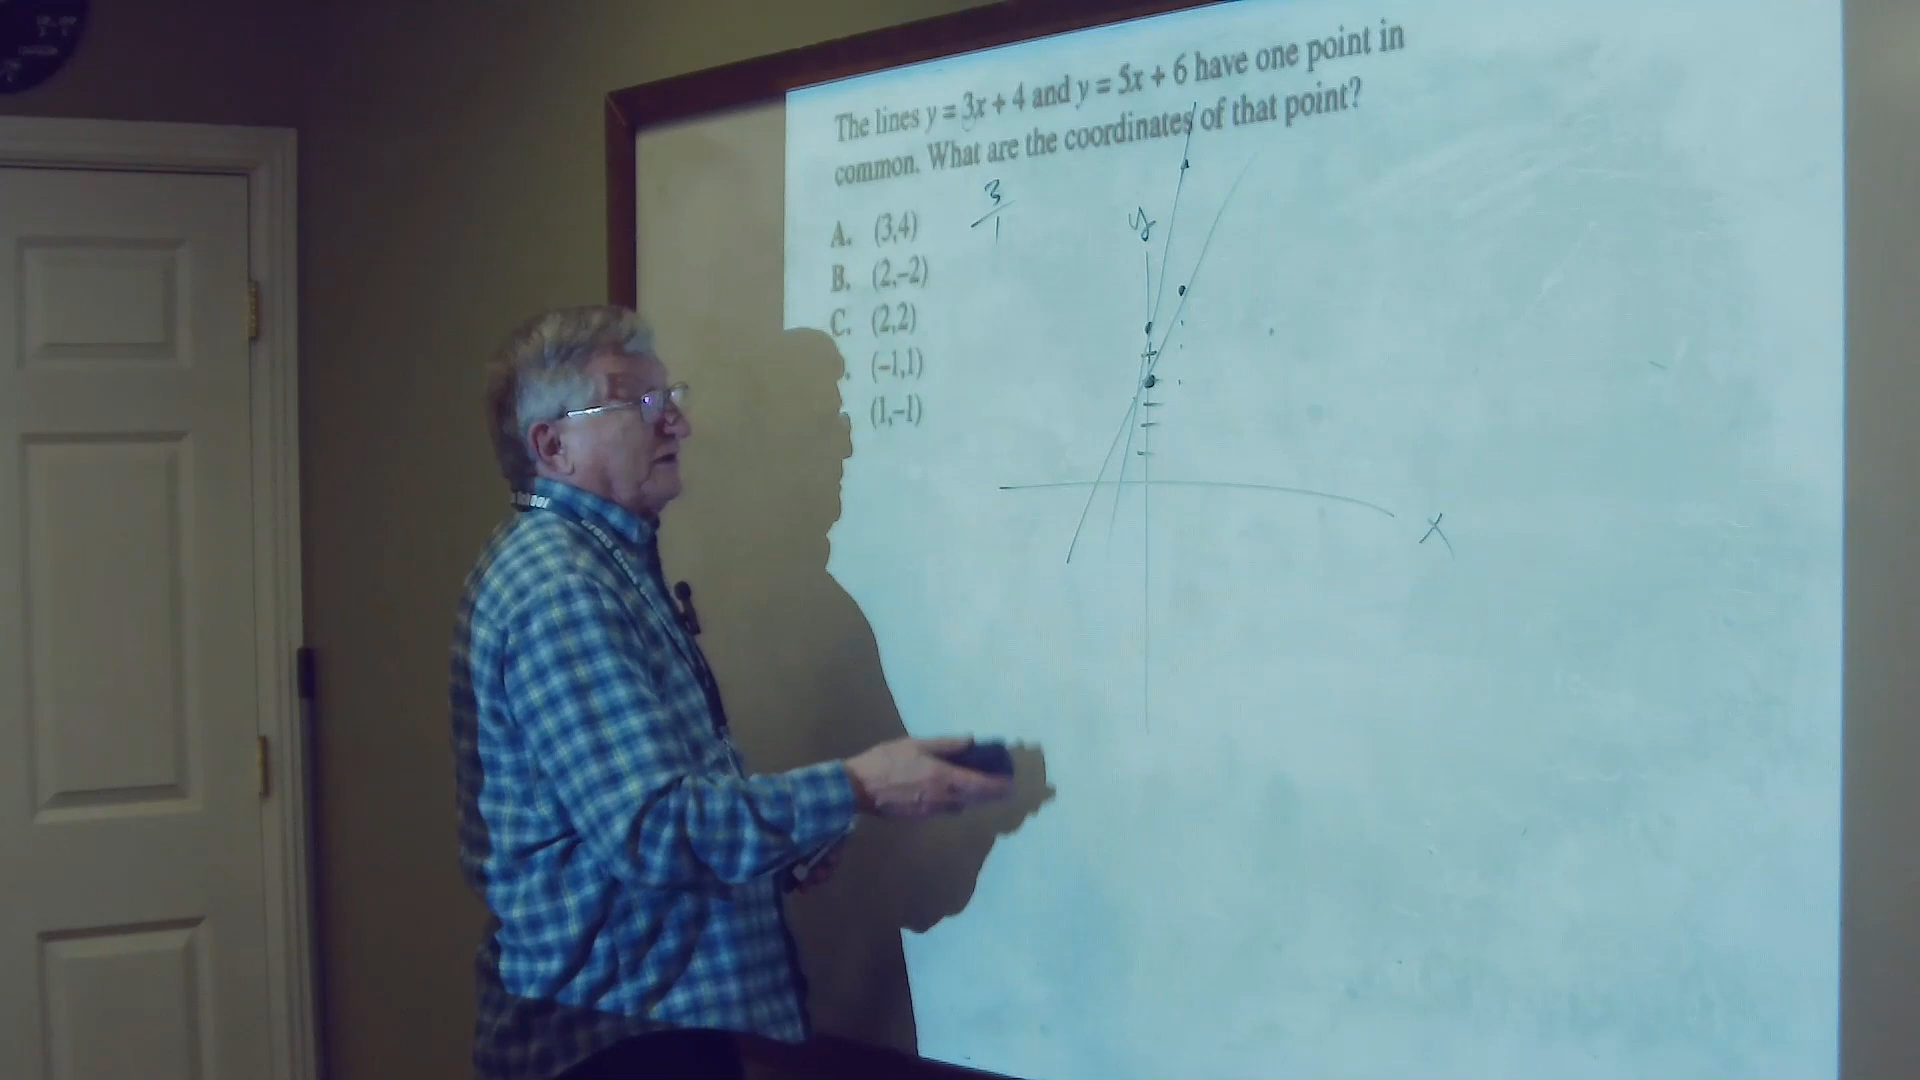 The lines y = 3x + 4 and y = 5x + 6 have one point in
common. What are the coordinates of that point?
A. (3,4)
B. (2,–2)
C. (2,2)
. (–1,1)
(1,–1)
3
1
y
x